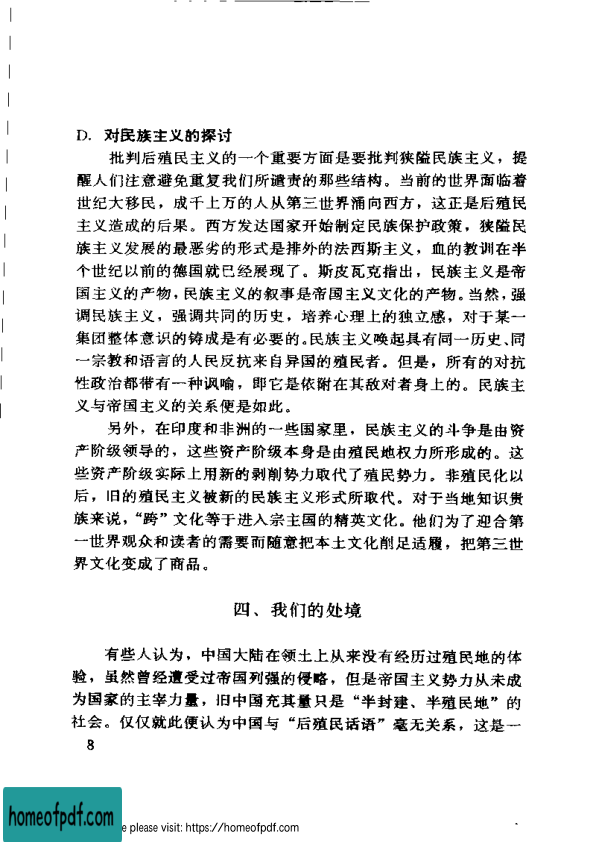 D. 对民族主义的探讨
批判后殖民主义的一个重要方面是要批判狭隘民族主义，提
醒人们注意避免重复我们所谴责的那些结构。当前的世界面临着
世纪大移民，成千上万的人从第三世界涌向西方，这正是后殖民
主义造成的后果。西方发达国家开始制定民族保护政策，狭隘民
族主义发展的最恶劣的形式是排外的法西斯主义，血的教训在半
个世纪以前的德国就已经展现了。斯皮瓦克指出，民族主义是帝
国主义的产物，民族主义的叙事是帝国主义文化的产物。当然，强
调民族主义，强调共同的历史，培养心理上的独立感，对于某一
集团整体意识的铸成是有必要的。民族主义唤起具有同一历史、同
一宗教和语言的人民反抗来自异国的殖民者。但是，所有的对抗
性政治都带有一种讽喻，即它是依附在其敌对者身上的。民族主
义与帝国主义的关系便是如此。
另外，在印度和非洲的一些国家里，民族主义的斗争是由资
产阶级领导的，这些资产阶级本身是由殖民地权力所形成的。这
些资产阶级实际上用新的剥削势力取代了殖民势力。非殖民化以
后，旧的殖民主义被新的民族主义形式所取代。对于当地知识贵
族来说，“跨”文化等于进入宗主国的精英文化。他们为了迎合第
一世界观众和读者的需要而随意把本土文化削足适履，把第三世
界文化变成了商品。
四、我们的处境
有些人认为，中国大陆在领土上从来没有经历过殖民地的体
验，虽然曾经遭受过帝国列强的侵略，但是帝国主义势力从未成
为国家的主宰力量，旧中国充其量只是“半封建、半殖民地”的
社会。仅仅就此便认为中国与“后殖民话语”毫无关系，这是一
8
homeofpdf.com
e please visit: https://homeofpdf.com